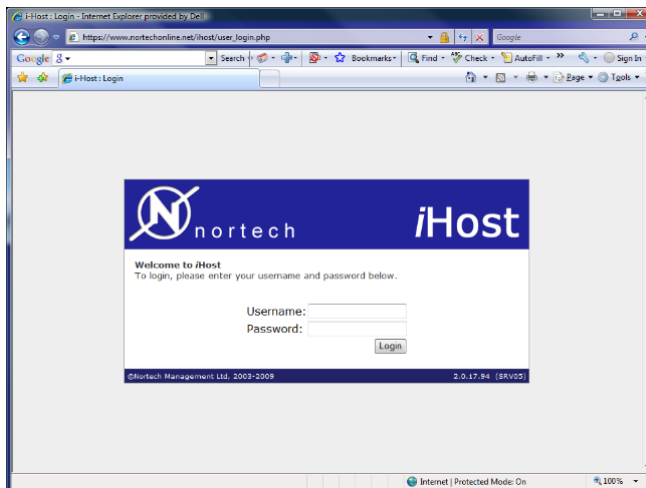 i-Host : Login - Internet Explorer provided by Dell
https://www.nortechonline.net/ihost/user_login.php
Google
Google Search Bookmarks Find Check AutoFill Sign In
i-Host : Login
Page Tools
N nortech
iHost
Welcome to iHost
To login, please enter your username and password below.
Username:
Password:
Login
©Nortech Management Ltd, 2003-2009
2.0.17.94 (SRV05)
Internet | Protected Mode: On
100%